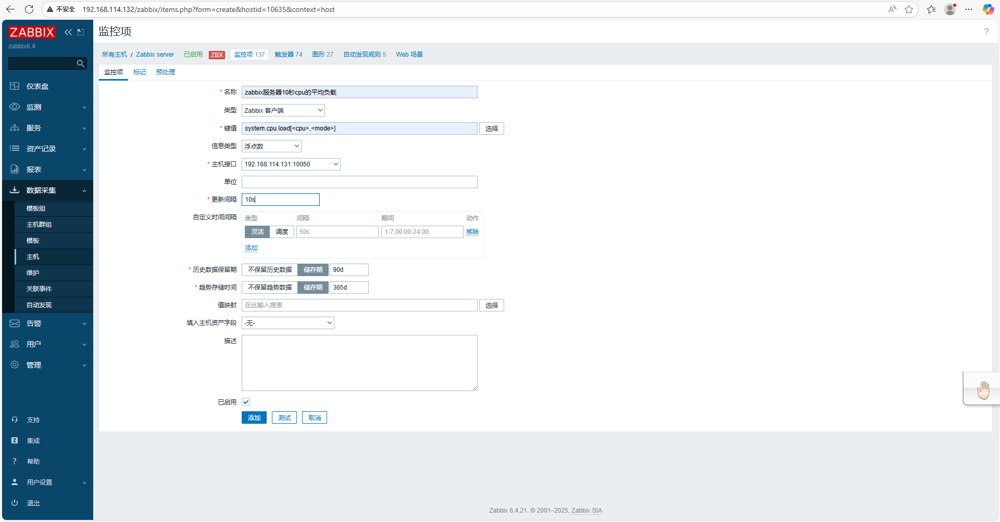 不安全 192.168.114.132/zabbix/items.php?form=create&hostid=10635&context=host
ZABBIX
zabbix6.4
仪表盘
监测
服务
资产记录
报表
数据采集
模板组
主机群组
模板
主机
维护
关联事件
自动发现
告警
用户
管理
支持
Z 集成
? 帮助
用户设置
退出
监控项
?
所有主机 / Zabbix server 已启用 ZBX 监控项 137 触发器 74 图形 27 自动发现规则 5 Web 场景
监控项 标记 预处理
* 名称 zabbix服务器10秒cpu的平均负载
类型 Zabbix 客户端
* 键值 system.cpu.load[<cpu>,<mode>] 选择
信息类型 浮点数
* 主机接口 192.168.114.131:10050
单位
* 更新间隔 10s
自定义时间间隔 类型 间隔 期间 动作
灵活 调度 50s 1-7,00:00-24:00 移除
添加
* 历史数据保留期 不保留历史数据 储存期 90d
* 趋势存储时间 不保留趋势数据 储存期 365d
值映射 在此输入搜索 选择
填入主机资产字段 -无-
描述
已启用
添加 测试 取消
Zabbix 6.4.21. © 2001–2025, Zabbix SIA